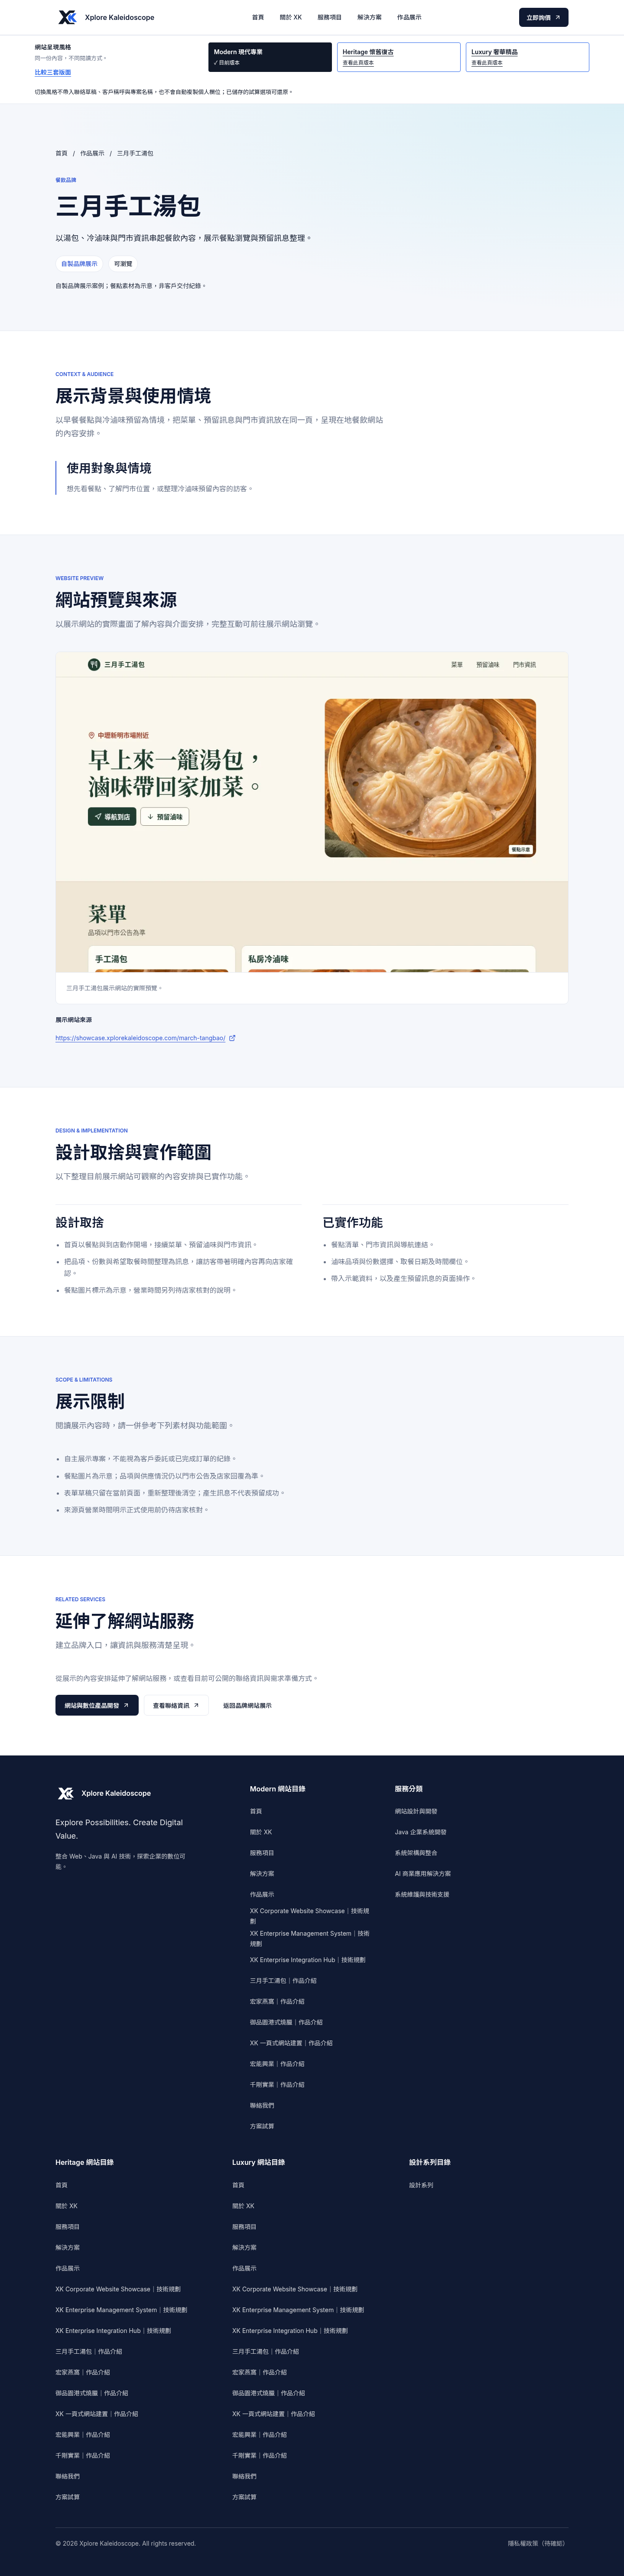 Xplore Kaleidoscope
首頁
關於 XK
服務項目
解決方案
作品展示
立即詢價
網站呈現風格
同一份內容，不同閱讀方式。
比較三套版面
Modern 現代專業
✓ 目前版本
Heritage 懷舊復古
查看此頁版本
Luxury 奢華精品
查看此頁版本
切換風格不帶入聯絡草稿、客戶稱呼與專案名稱，也不會自動複製個人欄位；已儲存的試算選項可還原。
首頁 / 作品展示 / 三月手工湯包
餐飲品牌
三月手工湯包
以湯包、冷滷味與門市資訊串起餐飲內容，展示餐點瀏覽與預留訊息整理。
自製品牌展示
可瀏覽
自製品牌展示案例；餐點素材為示意，非客戶交付紀錄。
CONTEXT & AUDIENCE
展示背景與使用情境
以早餐餐點與冷滷味預留為情境，把菜單、預留訊息與門市資訊放在同一頁，呈現在地餐飲網站
的內容安排。
使用對象與情境
想先看餐點、了解門市位置，或整理冷滷味預留內容的訪客。
WEBSITE PREVIEW
網站預覽與來源
以展示網站的實際畫面了解內容與介面安排，完整互動可前往展示網站瀏覽。
三月手工湯包
菜單
預留滷味
門市資訊
中壢新明市場附近
早上來一籠湯包，
滷味帶回家加菜。
導航到店
預留滷味
餐點示意
菜單
品項以門市公告為準
手工湯包
私房冷滷味
三月手工湯包展示網站的實際預覽。
展示網站來源
https://showcase.xplorekaleidoscope.com/march-tangbao/
DESIGN & IMPLEMENTATION
設計取捨與實作範圍
以下整理目前展示網站可觀察的內容安排與已實作功能。
設計取捨
• 首頁以餐點與到店動作開場，接續菜單、預留滷味與門市資訊。
• 把品項、份數與希望取餐時間整理為訊息，讓訪客帶著明確內容再向店家確
認。
• 餐點圖片標示為示意，營業時間另列待店家核對的說明。
已實作功能
• 餐點清單、門市資訊與導航連結。
• 滷味品項與份數選擇、取餐日期及時間欄位。
• 帶入示範資料，以及產生預留訊息的頁面操作。
SCOPE & LIMITATIONS
展示限制
閱讀展示內容時，請一併參考下列素材與功能範圍。
• 自主展示專案，不能視為客戶委託或已完成訂單的紀錄。
• 餐點圖片為示意；品項與供應情況仍以門市公告及店家回覆為準。
• 表單草稿只留在當前頁面，重新整理後清空；產生訊息不代表預留成功。
• 來源頁營業時間明示正式使用前仍待店家核對。
RELATED SERVICES
延伸了解網站服務
建立品牌入口，讓資訊與服務清楚呈現。
從展示的內容安排延伸了解網站服務，或查看目前可公開的聯絡資訊與需求準備方式。
網站與數位產品開發
查看聯絡資訊
返回品牌網站展示
Xplore Kaleidoscope
Explore Possibilities. Create Digital
Value.
整合 Web、Java 與 AI 技術，探索企業的數位可
能。
Modern 網站目錄
首頁
關於 XK
服務項目
解決方案
作品展示
XK Corporate Website Showcase｜技術規
劃
XK Enterprise Management System｜技術
規劃
XK Enterprise Integration Hub｜技術規劃
三月手工湯包｜作品介紹
宏家燕窩｜作品介紹
御品園港式燒臘｜作品介紹
XK 一頁式網站建置｜作品介紹
宏能興業｜作品介紹
千剛實業｜作品介紹
聯絡我們
方案試算
服務分類
網站設計與開發
Java 企業系統開發
系統架構與整合
AI 商業應用解決方案
系統維護與技術支援
Heritage 網站目錄
首頁
關於 XK
服務項目
解決方案
作品展示
XK Corporate Website Showcase｜技術規劃
XK Enterprise Management System｜技術規劃
XK Enterprise Integration Hub｜技術規劃
三月手工湯包｜作品介紹
宏家燕窩｜作品介紹
御品園港式燒臘｜作品介紹
XK 一頁式網站建置｜作品介紹
宏能興業｜作品介紹
千剛實業｜作品介紹
聯絡我們
方案試算
Luxury 網站目錄
首頁
關於 XK
服務項目
解決方案
作品展示
XK Corporate Website Showcase｜技術規劃
XK Enterprise Management System｜技術規劃
XK Enterprise Integration Hub｜技術規劃
三月手工湯包｜作品介紹
宏家燕窩｜作品介紹
御品園港式燒臘｜作品介紹
XK 一頁式網站建置｜作品介紹
宏能興業｜作品介紹
千剛實業｜作品介紹
聯絡我們
方案試算
設計系列目錄
設計系列
© 2026 Xplore Kaleidoscope. All rights reserved.
隱私權政策（待確認）